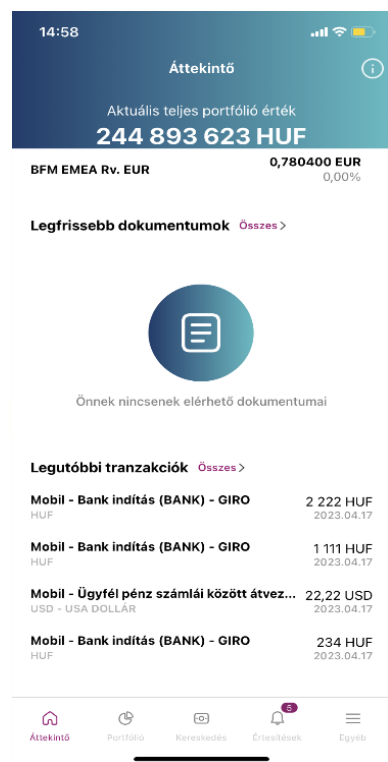 14:58
Áttekintő
Aktuális teljes portfólió érték
244 893 623 HUF
BFM EMEA Rv. EUR 0,780400 EUR
0,00%
Legfrissebb dokumentumok Összes >
Önnek nincsenek elérhető dokumentumai
Legutóbbi tranzakciók Összes >
Mobil - Bank indítás (BANK) - GIRO 2 222 HUF
HUF 2023.04.17
Mobil - Bank indítás (BANK) - GIRO 1 111 HUF
HUF 2023.04.17
Mobil - Ügyfél pénz számlái között átvez... 22,22 USD
USD - USA DOLLÁR 2023.04.17
Mobil - Bank indítás (BANK) - GIRO 234 HUF
HUF 2023.04.17
5
Áttekintő Portfólió Kereskedés Értesítések Egyéb